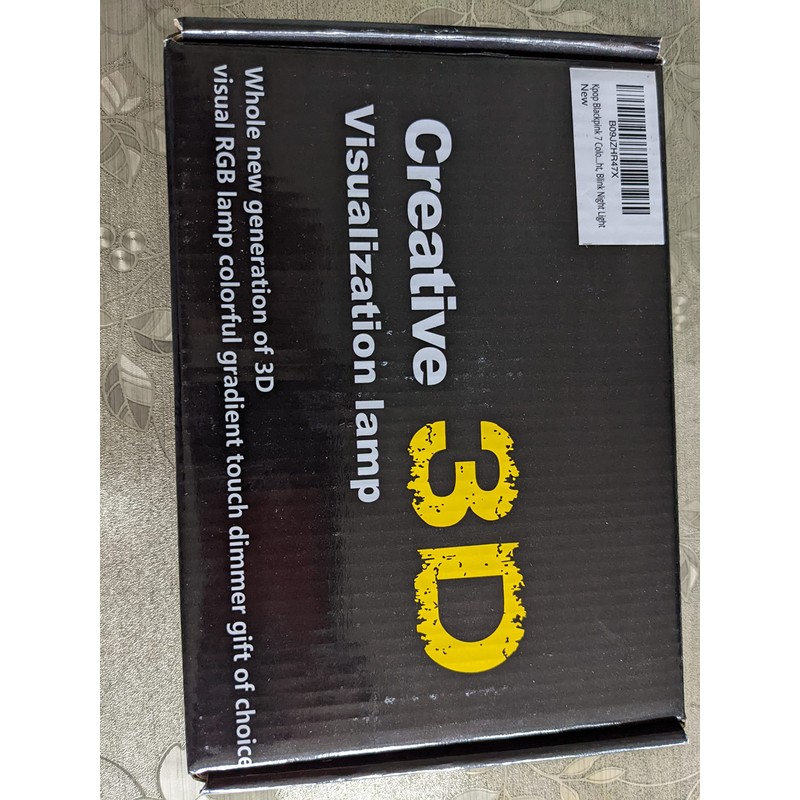 B09JZHR47X
Kpop Blackpink 7 Colo...ht, Blink Night Light
New
Creative 3D
Visualization lamp
Whole new generation of 3D
visual RGB lamp colorful gradient touch dimmer gift of choice